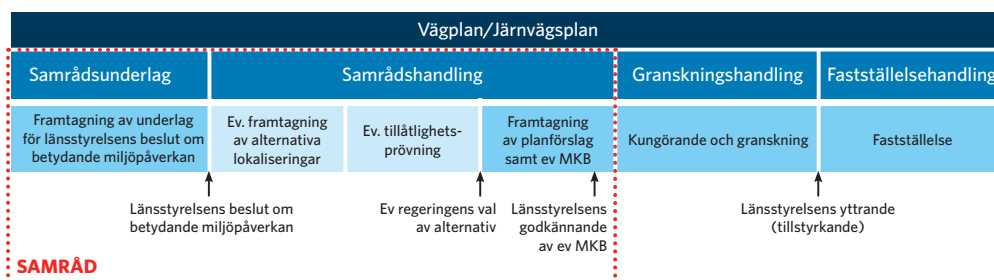 Vägplan/Järnvägsplan
Samrådsunderlag
Samrådshandling
Granskningshandling
Fastställelsehandling
Framtagning av underlag
för länsstyrelsens beslut om
betydande miljöpåverkan
Ev. framtagning
av alternativa
lokaliseringar
Ev. tillåtlighets-
prövning
Framtagning
av planförslag
samt ev MKB
Kungörande och granskning
Fastställelse
Länsstyrelsens beslut om
betydande miljöpåverkan
Ev regeringens val
av alternativ
Länsstyrelsens
godkännande
av ev MKB
Länsstyrelsens yttrande
(tillstyrkande)
SAMRÅD